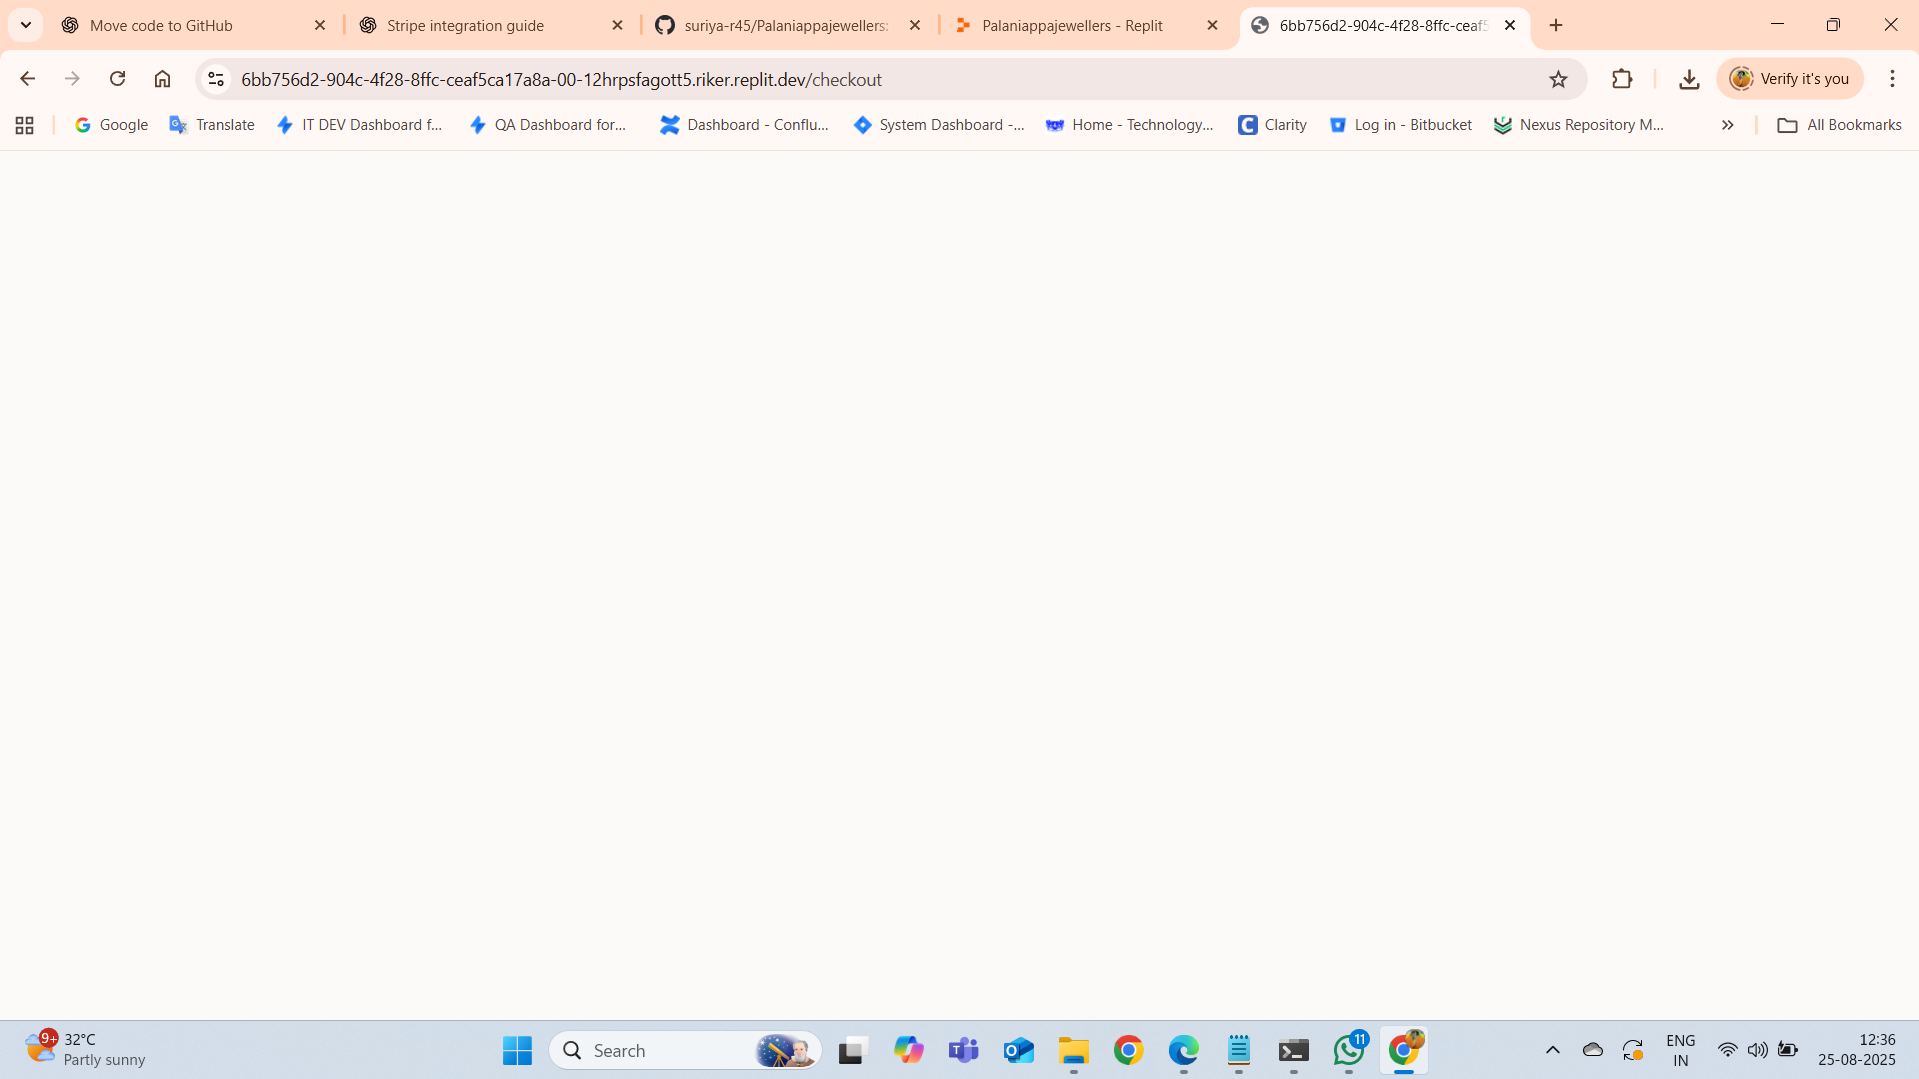 Move code to GitHub
Stripe integration guide
suriya-r45/Palaniappajewellers:
Palaniappajewellers - Replit
6bb756d2-904c-4f28-8ffc-ceaf5
6bb756d2-904c-4f28-8ffc-ceaf5ca17a8a-00-12hrpsfagott5.riker.replit.dev/checkout
Verify it's you
Google
Translate
IT DEV Dashboard f...
QA Dashboard for...
Dashboard - Conflu...
System Dashboard -...
Home - Technology...
Clarity
Log in - Bitbucket
Nexus Repository M...
All Bookmarks
9+
32°C
Partly sunny
Search
11
ENG
IN
12:36
25-08-2025